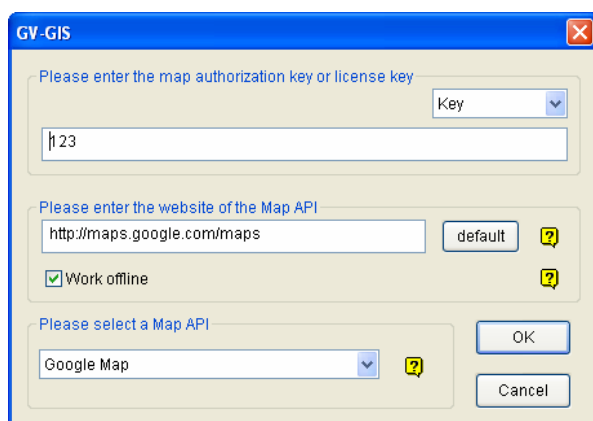 GV-GIS
Please enter the map authorization key or license key
Key
123
Please enter the website of the Map API
http://maps.google.com/maps
default
?
Work offline
?
Please select a Map API
OK
Google Map
?
Cancel